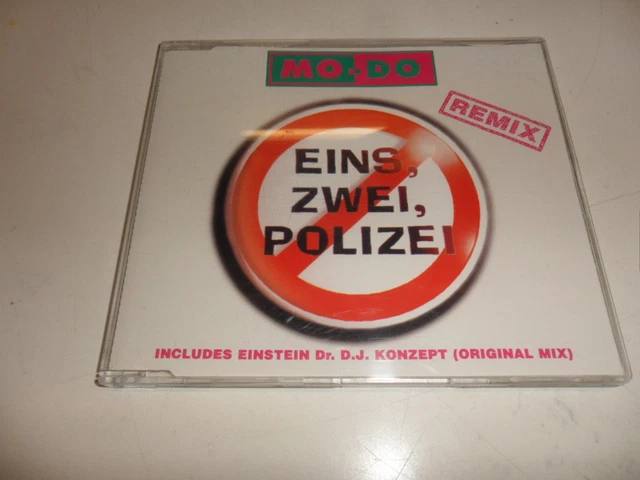 MO-DO
REMIX
EINS,
ZWEI,
POLIZEI
INCLUDES EINSTEIN Dr. D.J. KONZEPT (ORIGINAL MIX)